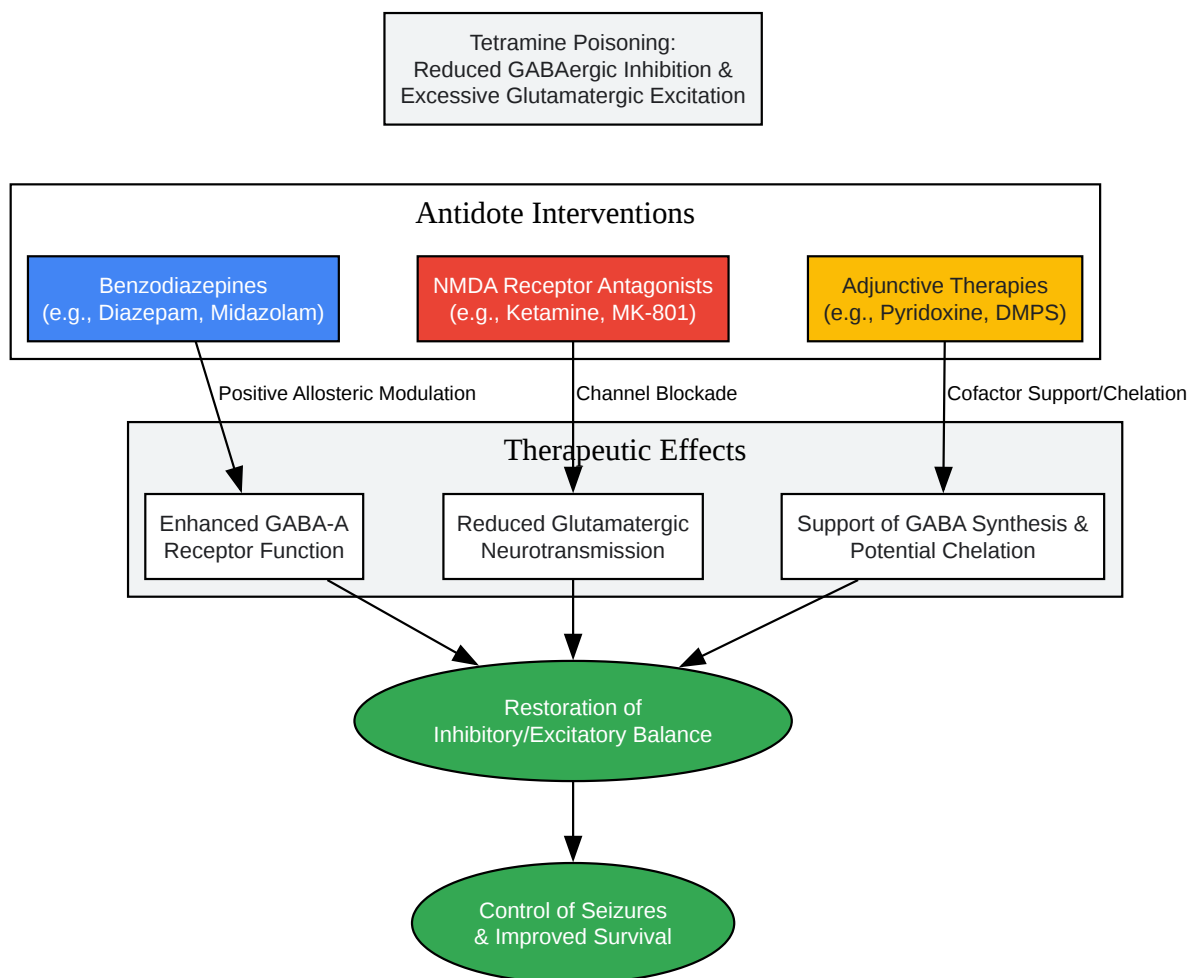 Tetramine Poisoning:
Reduced GABAergic Inhibition &
Excessive Glutamatergic Excitation
Antidote Interventions
Benzodiazepines
(e.g., Diazepam, Midazolam)
NMDA Receptor Antagonists
(e.g., Ketamine, MK-801)
Adjunctive Therapies
(e.g., Pyridoxine, DMPS)
Positive Allosteric Modulation
Channel Blockade
Cofactor Support/Chelation
Therapeutic Effects
Enhanced GABA-A
Receptor Function
Reduced Glutamatergic
Neurotransmission
Support of GABA Synthesis &
Potential Chelation
Restoration of
Inhibitory/Excitatory Balance
Control of Seizures
& Improved Survival